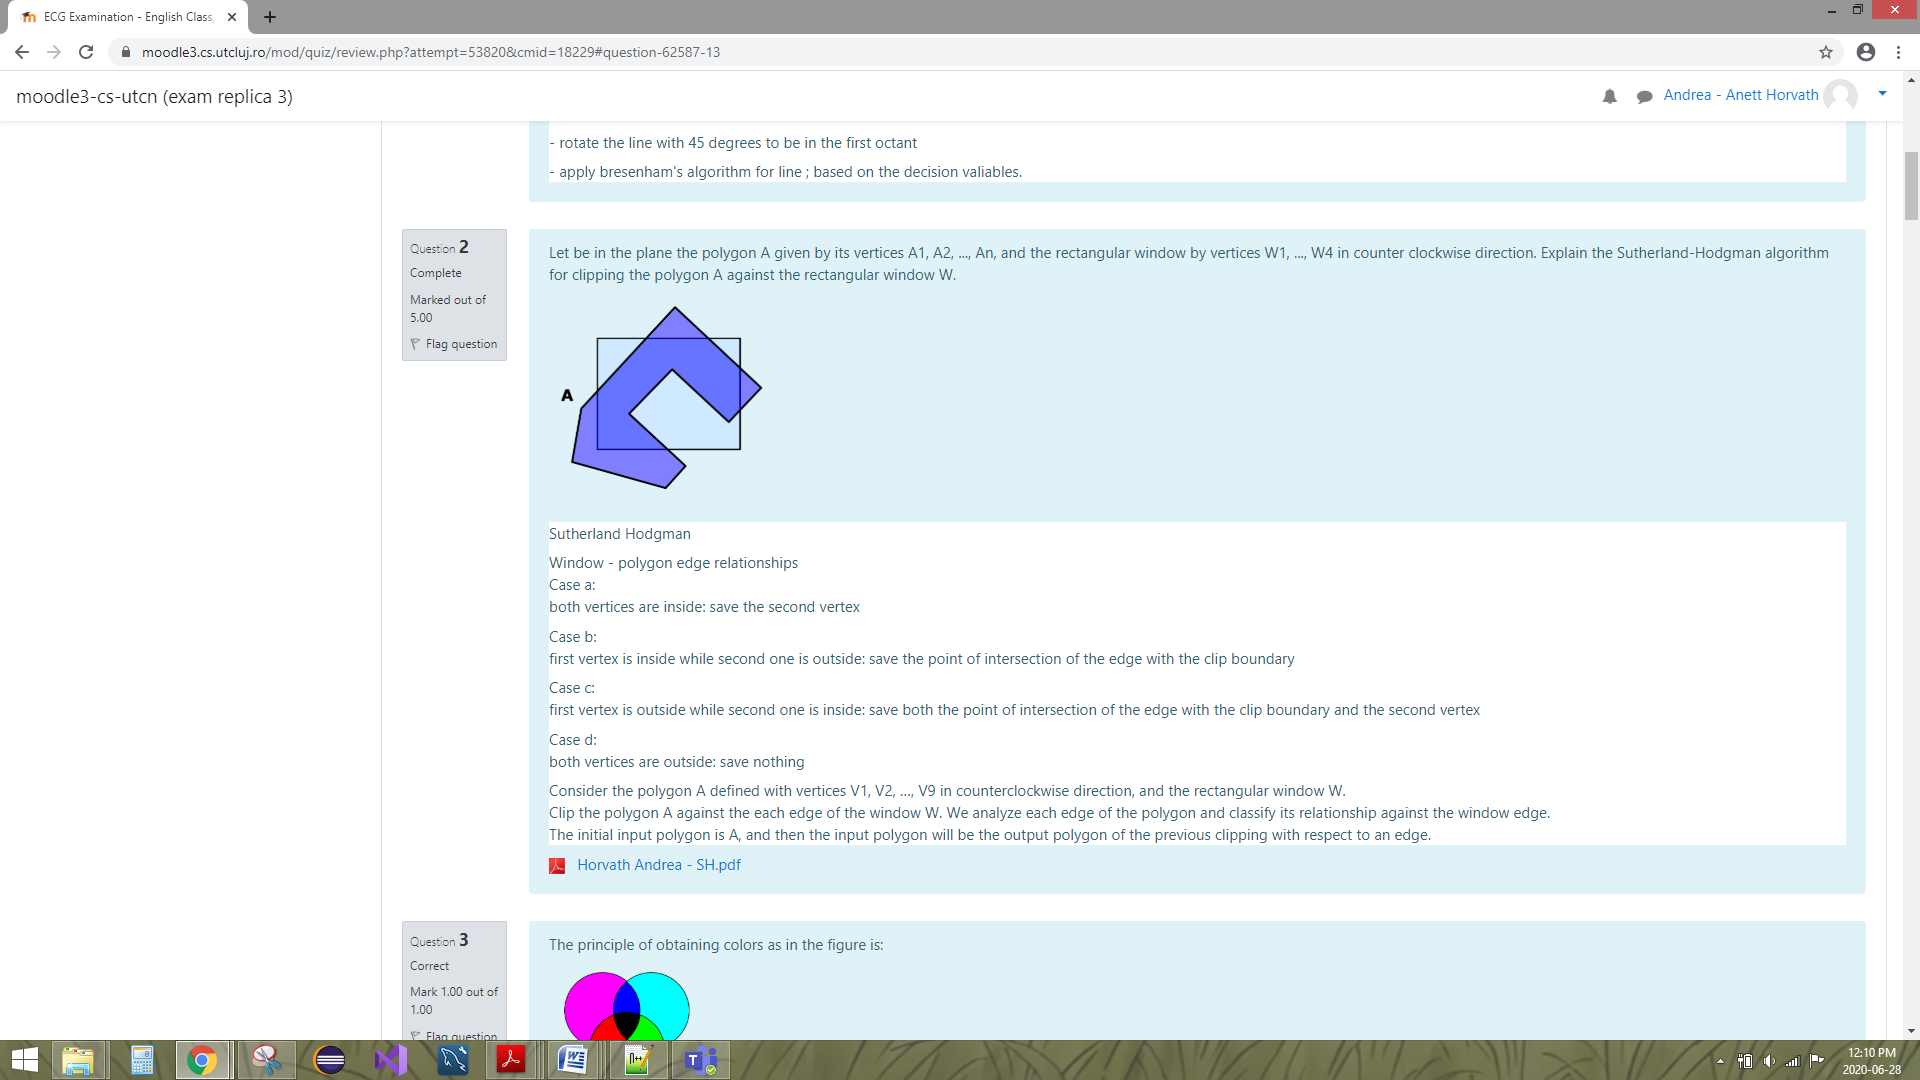 ECG Examination - English Class,
moodle3.cs.utcluj.ro/mod/quiz/review.php?attempt=53820&cmid=18229#question-62587-13
moodle3-cs-utcn (exam replica 3)
Andrea - Anett Horvath
- rotate the line with 45 degrees to be in the first octant
- apply bresenham's algorithm for line ; based on the decision valiables.
Question 2
Complete
Marked out of
5.00
Flag question
Let be in the plane the polygon A given by its vertices A1, A2, ..., An, and the rectangular window by vertices W1, ..., W4 in counter clockwise direction. Explain the Sutherland-Hodgman algorithm
for clipping the polygon A against the rectangular window W.
A
Sutherland Hodgman
Window - polygon edge relationships
Case a:
both vertices are inside: save the second vertex
Case b:
first vertex is inside while second one is outside: save the point of intersection of the edge with the clip boundary
Case c:
first vertex is outside while second one is inside: save both the point of intersection of the edge with the clip boundary and the second vertex
Case d:
both vertices are outside: save nothing
Consider the polygon A defined with vertices V1, V2, ..., V9 in counterclockwise direction, and the rectangular window W.
Clip the polygon A against the each edge of the window W. We analyze each edge of the polygon and classify its relationship against the window edge.
The initial input polygon is A, and then the input polygon will be the output polygon of the previous clipping with respect to an edge.
Horvath Andrea - SH.pdf
Question 3
Correct
Mark 1.00 out of
1.00
Flag question
The principle of obtaining colors as in the figure is:
12:10 PM
2020-06-28